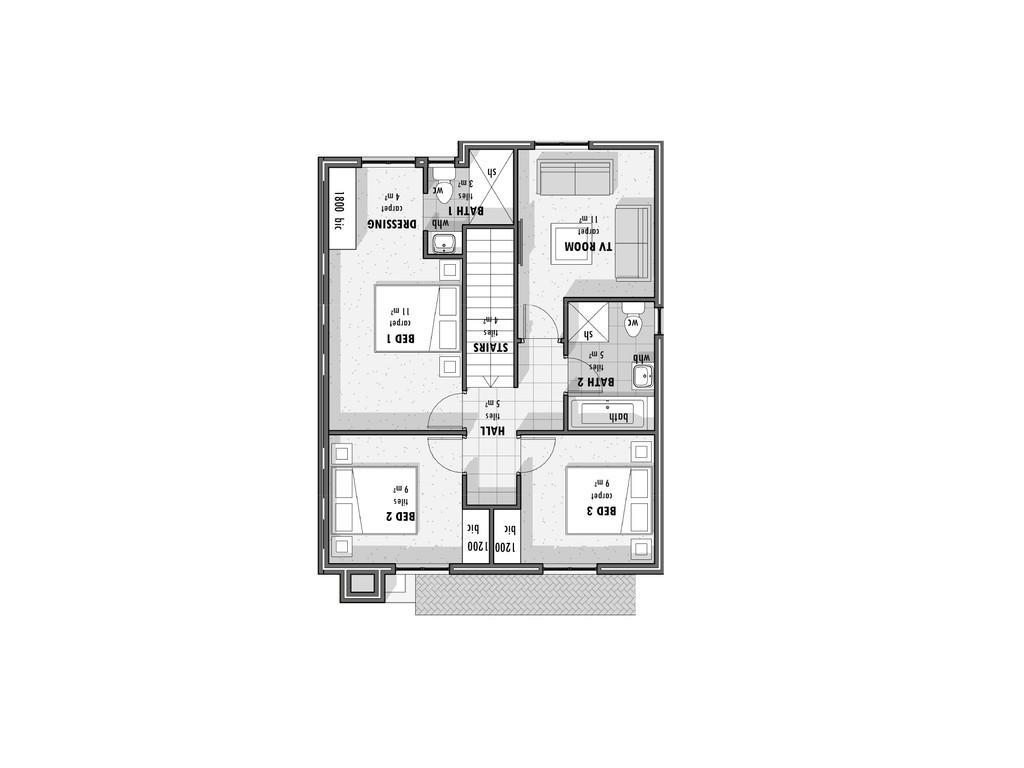 BED 3
carpet
9 m²
1200
bic
1200
bic
BED 2
tiles
9 m²
bath
HALL
tiles
5 m²
BATH 2
tiles
5 m²
whb
wc
sh
STAIRS
tiles
4 m²
BED 1
carpet
11 m²
TV ROOM
carpet
11 m²
DRESSING
carpet
4 m²
1800 bic
BATH 1
tiles
3 m²
whb
wc
sh